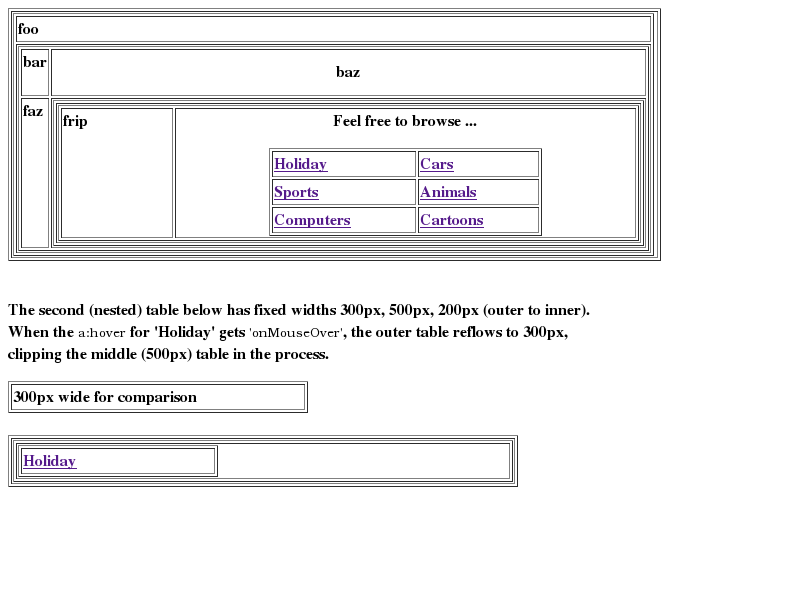 foo
bar
baz
faz
frip
Feel free to browse ...
Holiday Cars
Sports Animals
Computers Cartoons
The second (nested) table below has fixed widths 300px, 500px, 200px (outer to inner).
When the a:hover for 'Holiday' gets 'onMouseOver', the outer table reflows to 300px,
clipping the middle (500px) table in the process.
300px wide for comparison
Holiday